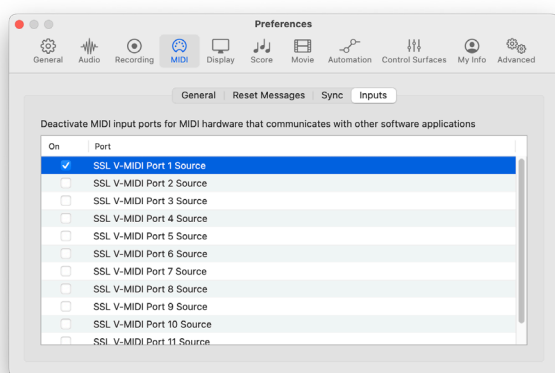 Preferences
General Audio Recording MIDI Display Score Movie Automation Control Surfaces My Info Advanced
General Reset Messages Sync Inputs
Deactivate MIDI input ports for MIDI hardware that communicates with other software applications
On Port
SSL V-MIDI Port 1 Source
SSL V-MIDI Port 2 Source
SSL V-MIDI Port 3 Source
SSL V-MIDI Port 4 Source
SSL V-MIDI Port 5 Source
SSL V-MIDI Port 6 Source
SSL V-MIDI Port 7 Source
SSL V-MIDI Port 8 Source
SSL V-MIDI Port 9 Source
SSL V-MIDI Port 10 Source
SSL V-MIDI Port 11 Source